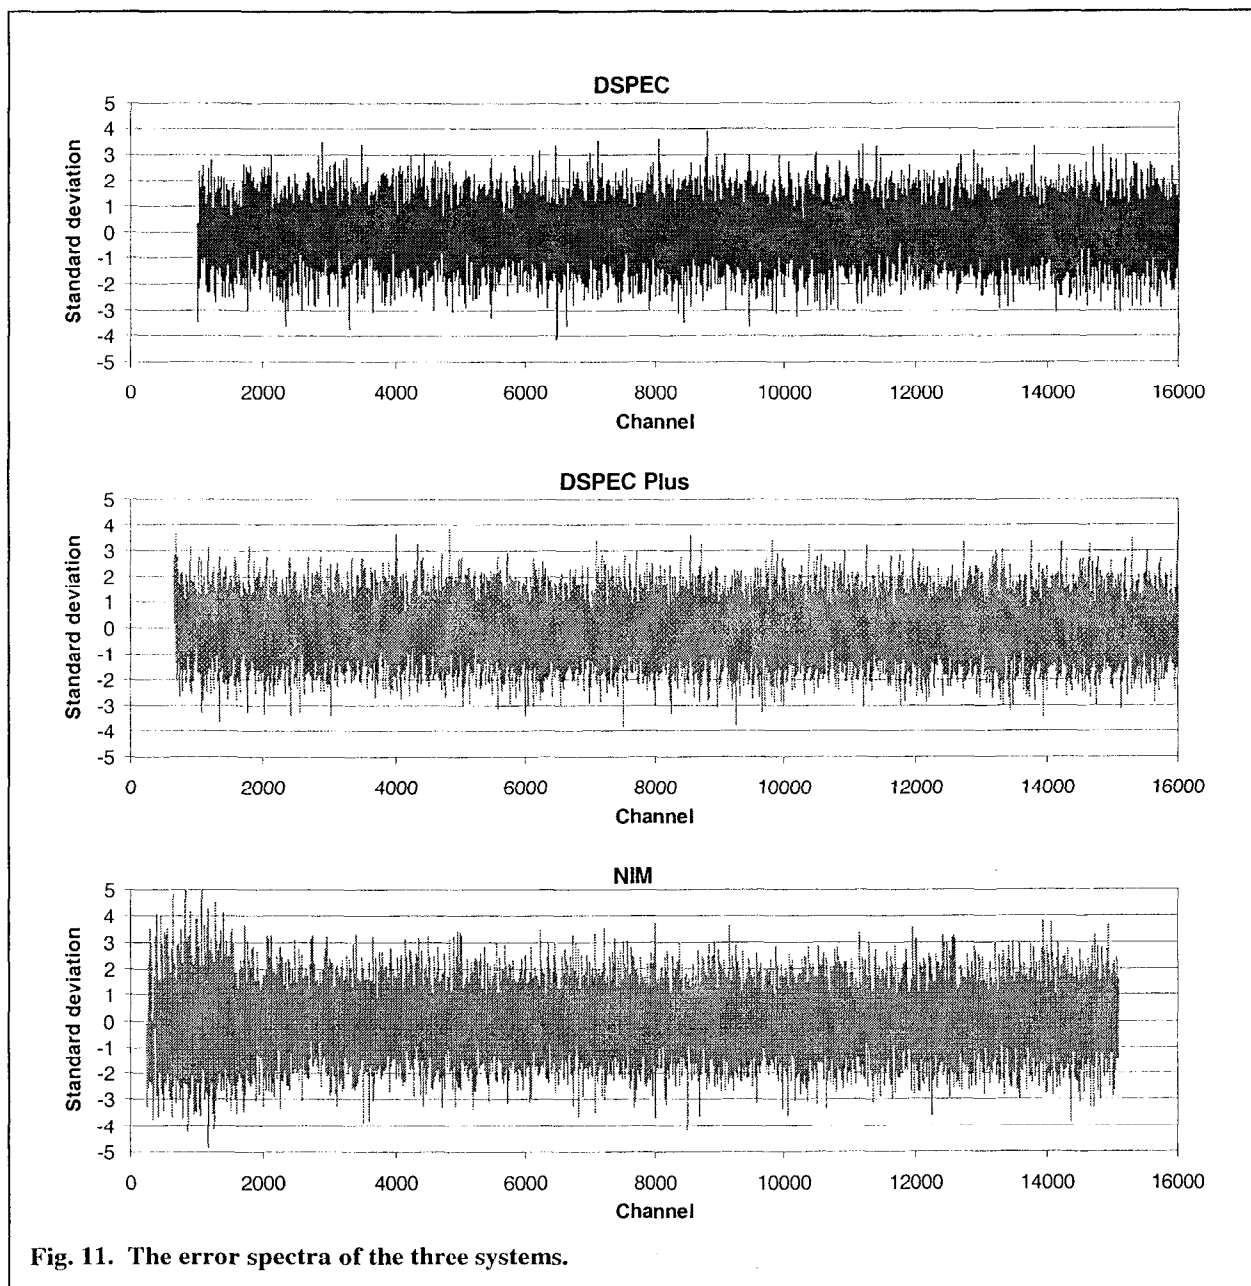 DSPEC
5
4
3
2
1
0
-1
-2
-3
-4
-5
Standard deviation
0 2000 4000 6000 8000 10000 12000 14000 16000
Channel
DSPEC Plus
5
4
3
2
1
0
-1
-2
-3
-4
-5
Standard deviation
0 2000 4000 6000 8000 10000 12000 14000 16000
Channel
NIM
5
4
3
2
1
0
-1
-2
-3
-4
-5
Standard deviation
0 2000 4000 6000 8000 10000 12000 14000 16000
Channel
Fig. 11. The error spectra of the three systems.